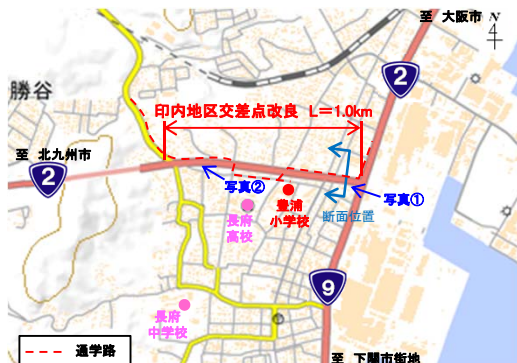 至 大阪市
N
4
2
勝谷
印内地区交差点改良 L=1.0km
至 北九州市
2
写真②
写真①
豊浦
小学校
長府
高校
断面位置
9
長府
中学校
通学路
至 下関市街地